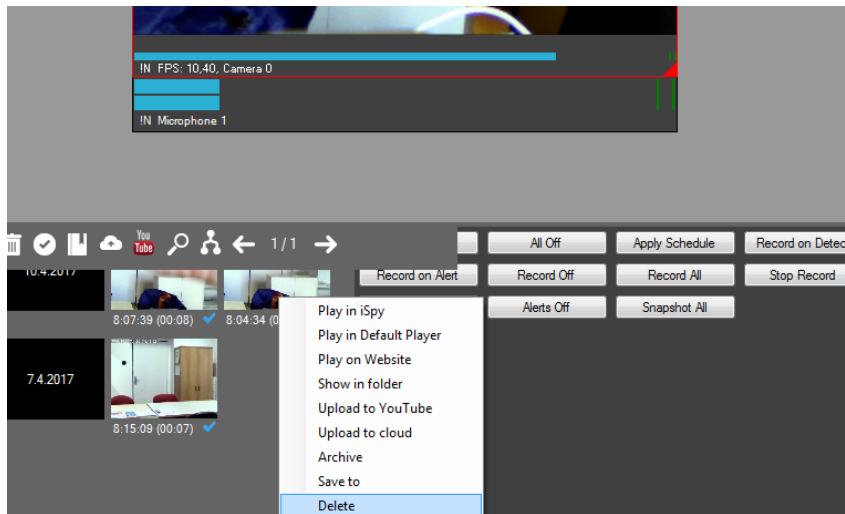 !N FPS: 10,40, Camera 0
!N Microphone 1
You
Tube
1 / 1
All Off
Apply Schedule
Record on Detec
10.4.2017
Record on Alert
Record Off
Record All
Stop Record
8:07:39 (00:08)
8:04:34 (0
Alerts Off
Snapshot All
Play in iSpy
Play in Default Player
Play on Website
7.4.2017
Show in folder
Upload to YouTube
8:15:09 (00:07)
Upload to cloud
Archive
Save to
Delete